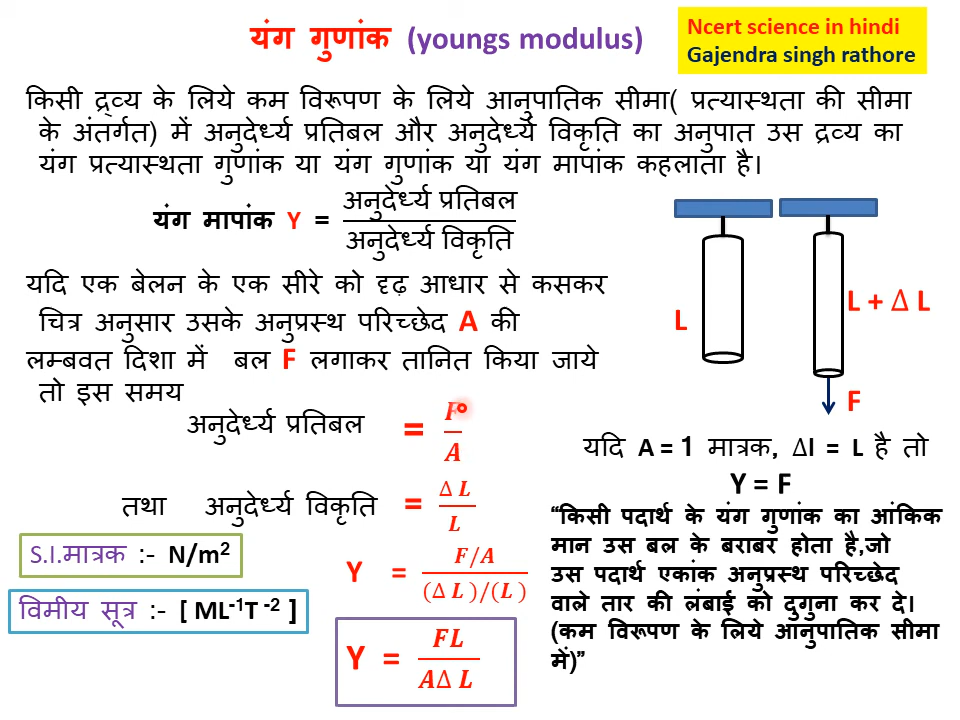 यंग गुणांक (youngs modulus)
Ncert science in hindi
Gajendra singh rathore
किसी द्रव्य के लिये कम विरूपण के लिये आनुपातिक सीमा( प्रत्यास्थता की सीमा
के अंतर्गत) में अनुदेर्ध्य प्रतिबल और अनुदेर्ध्य विकृति का अनुपात उस द्रव्य का
यंग प्रत्यास्थता गुणांक या यंग गुणांक या यंग मापांक कहलाता है।
यंग मापांक Y = अनुदेर्ध्य प्रतिबल / अनुदेर्ध्य विकृति
यदि एक बेलन के एक सीरे को दृढ़ आधार से कसकर
चित्र अनुसार उसके अनुप्रस्थ परिच्छेद A की
लम्बवत दिशा में बल F लगाकर तानित किया जाये
तो इस समय
अनुदेर्ध्य प्रतिबल = F/A
तथा अनुदेर्ध्य विकृति = Δ L / L
S.I.मात्रक :- N/m²
विमीय सूत्र :- [ ML⁻¹T ⁻² ]
Y = F/A / (Δ L )/(L )
Y = FL / AΔ L
L
L + Δ L
F
यदि A = 1 मात्रक, Δl = L है तो
Y = F
“किसी पदार्थ के यंग गुणांक का आंकिक
मान उस बल के बराबर होता है,जो
उस पदार्थ एकांक अनुप्रस्थ परिच्छेद
वाले तार की लंबाई को दुगुना कर दे।
(कम विरूपण के लिये आनुपातिक सीमा
में)”